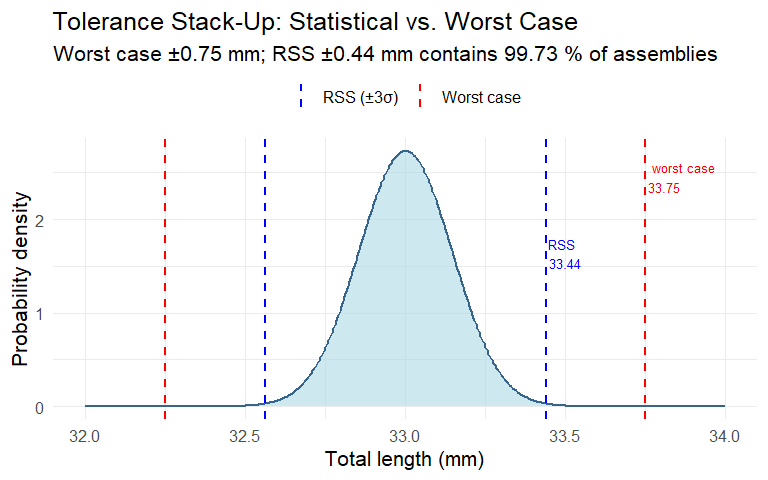 Tolerance Stack-Up: Statistical vs. Worst Case
Worst case ±0.75 mm; RSS ±0.44 mm contains 99.73 % of assemblies
RSS (±3σ) Worst case
worst case
33.75
RSS
33.44
Probability density
2
1
0
32.0 32.5 33.0 33.5 34.0
Total length (mm)